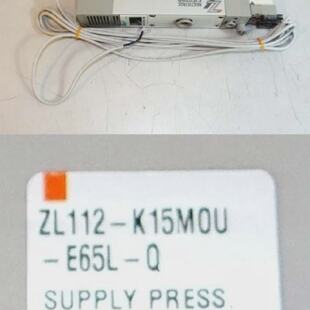 ZL112-K15MOU
-E65L-Q
SUPPLY PRESS.